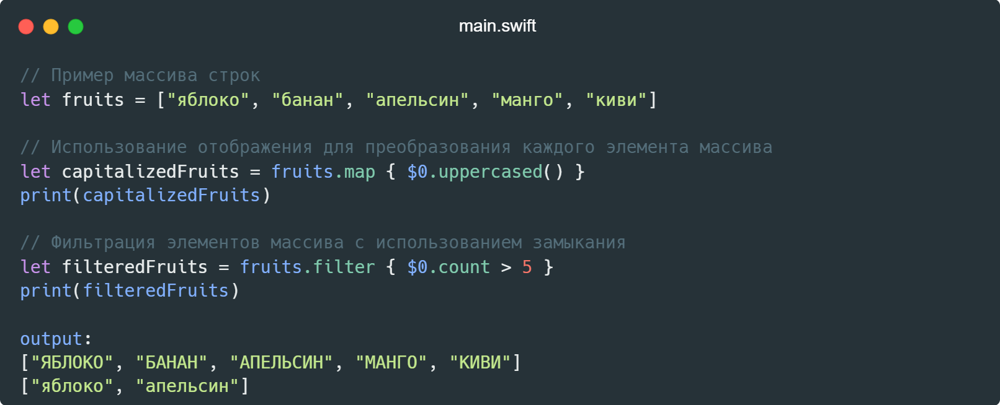 main.swift
// Пример массива строк
let fruits = ["яблоко", "банан", "апельсин", "манго", "киви"]
// Использование отображения для преобразования каждого элемента массива
let capitalizedFruits = fruits.map { $0.uppercased() }
print(capitalizedFruits)
// Фильтрация элементов массива с использованием замыкания
let filteredFruits = fruits.filter { $0.count > 5 }
print(filteredFruits)
output:
["ЯБЛОКО", "БАНАН", "АПЕЛЬСИН", "МАНГО", "КИВИ"]
["яблоко", "апельсин"]